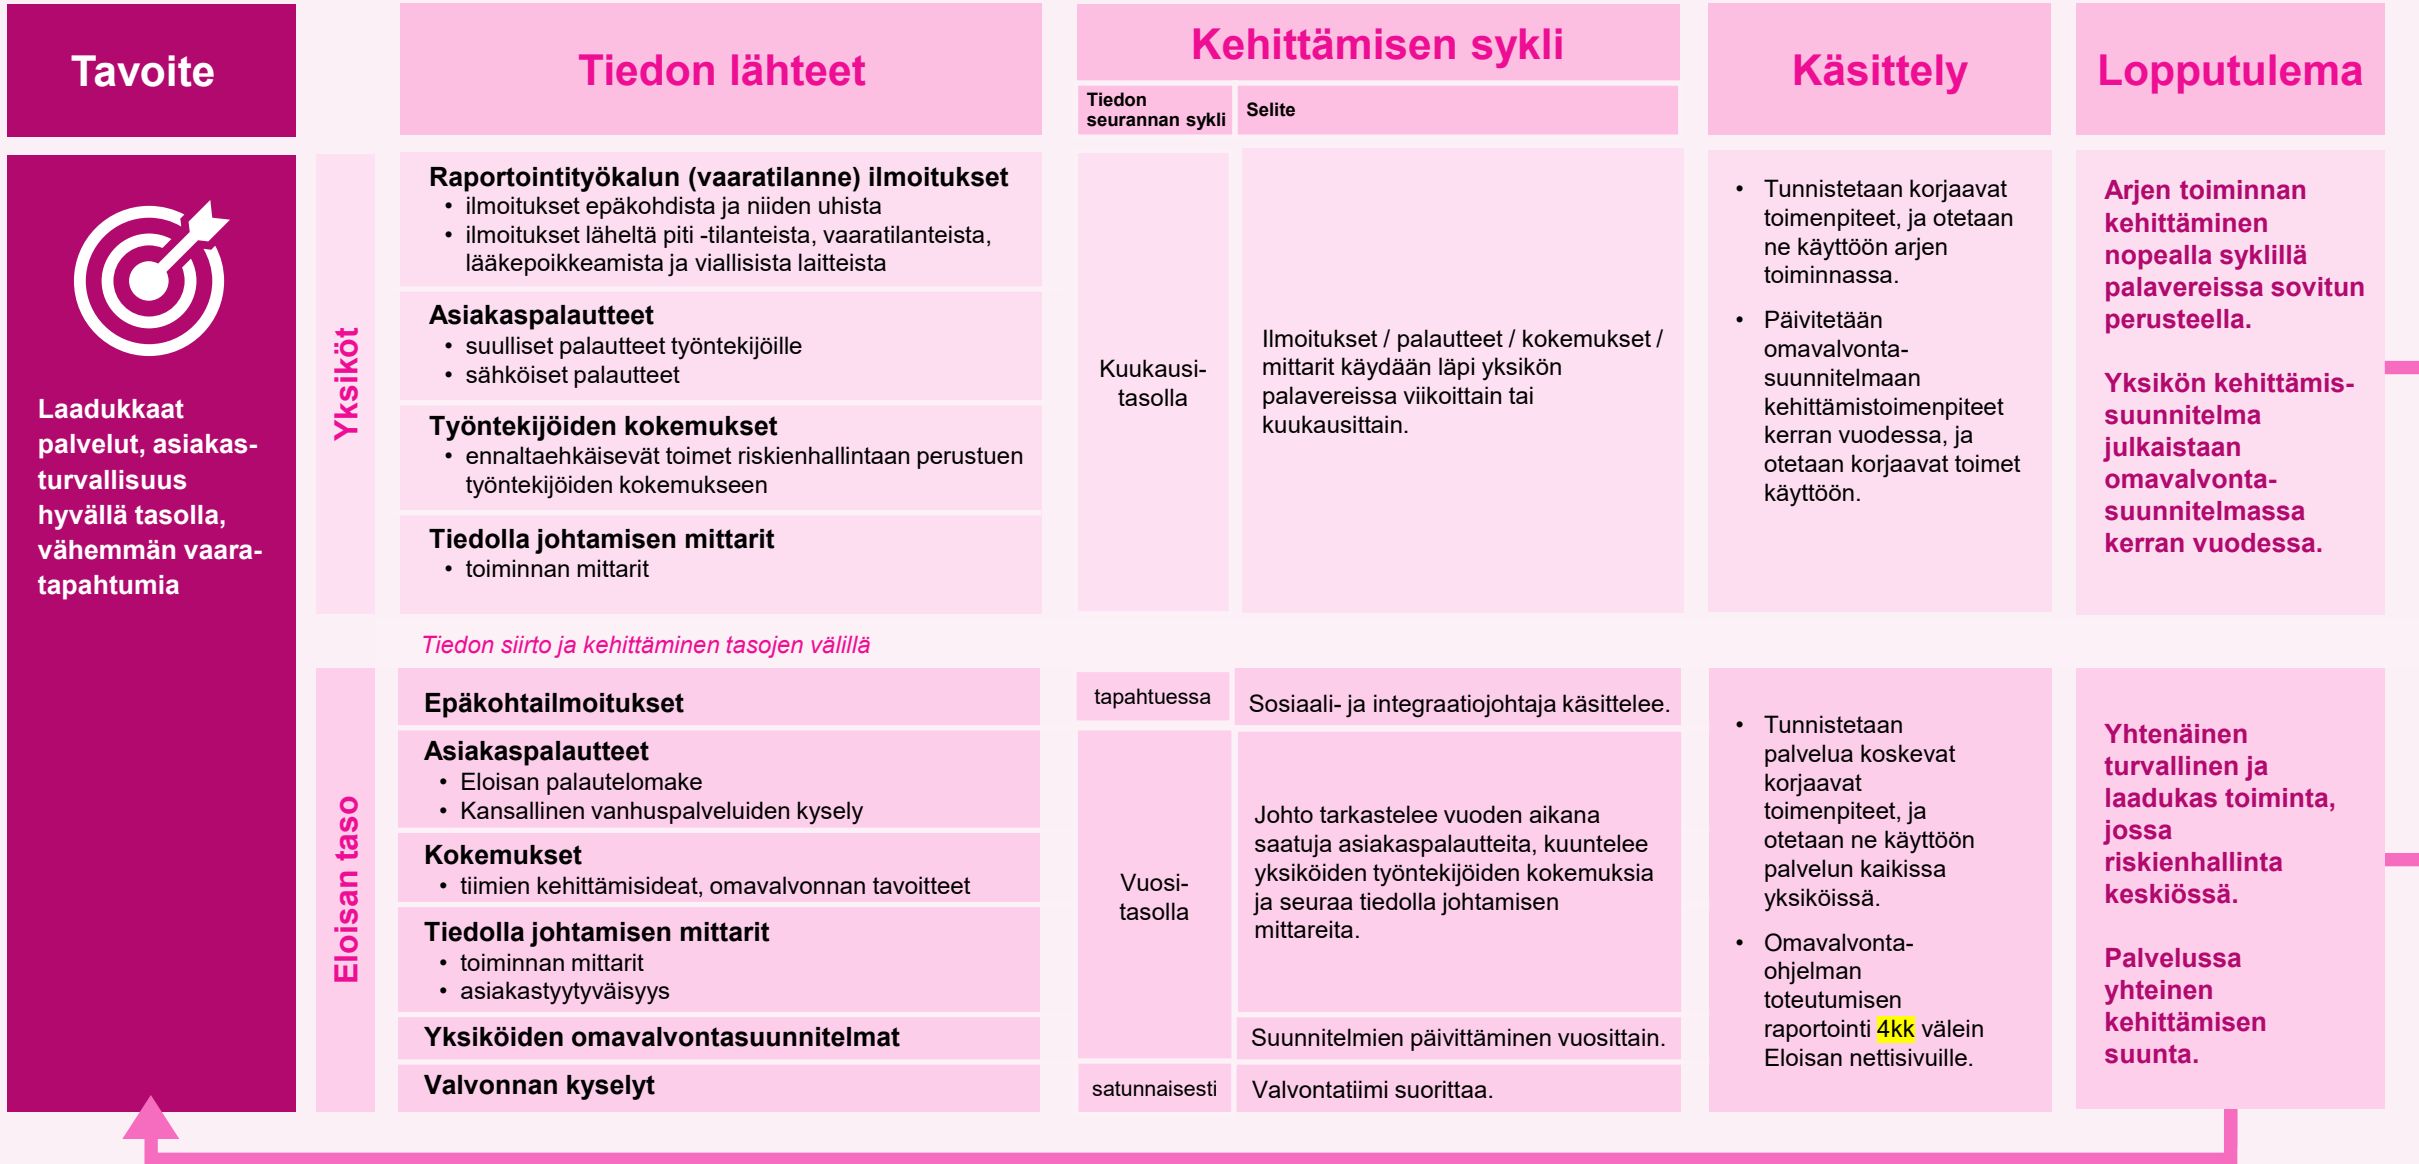 Tavoite
Tiedon lähteet
Kehittämisen sykli
Tiedon
seurannan sykli
Selite
Käsittely
Lopputulema
Laadukkaat
palvelut, asiakas-
turvallisuus
hyvällä tasolla,
vähemmän vaara-
tapahtumia
Yksiköt
Raportointityökalun (vaaratilanne) ilmoitukset
• ilmoitukset epäkohdista ja niiden uhista
• ilmoitukset läheltä piti -tilanteista, vaaratilanteista,
lääkepoikkeamista ja viallisista laitteista
Asiakaspalautteet
• suulliset palautteet työntekijöille
• sähköiset palautteet
Työntekijöiden kokemukset
• ennaltaehkäisevät toimet riskienhallintaan perustuen
työntekijöiden kokemukseen
Tiedolla johtamisen mittarit
• toiminnan mittarit
Kuukausi-
tasolla
Ilmoitukset / palautteet / kokemukset /
mittarit käydään läpi yksikön
palavereissa viikoittain tai
kuukausittain.
• Tunnistetaan korjaavat
toimenpiteet, ja otetaan
ne käyttöön arjen
toiminnassa.
• Päivitetään
omavalvonta-
suunnitelmaan
kehittämistoimenpiteet
kerran vuodessa, ja
otetaan korjaavat toimet
käyttöön.
Arjen toiminnan
kehittäminen
nopealla syklillä
palavereissa sovitun
perusteella.
Yksikön kehittämis-
suunnitelma
julkaistaan
omavalvonta-
suunnitelmassa
kerran vuodessa.
Tiedon siirto ja kehittäminen tasojen välillä
Eloisan taso
Epäkohtailmoitukset
Asiakaspalautteet
• Eloisan palautelomake
• Kansallinen vanhuspalveluiden kysely
Kokemukset
• tiimien kehittämisideat, omavalvonnan tavoitteet
Tiedolla johtamisen mittarit
• toiminnan mittarit
• asiakastyytyväisyys
Yksiköiden omavalvontasuunnitelmat
Valvonnan kyselyt
tapahtuessa
Sosiaali- ja integraatiojohtaja käsittelee.
Vuosi-
tasolla
Johto tarkastelee vuoden aikana
saatuja asiakaspalautteita, kuuntelee
yksiköiden työntekijöiden kokemuksia
ja seuraa tiedolla johtamisen
mittareita.
Suunnitelmien päivittäminen vuosittain.
satunnaisesti
Valvontatiimi suorittaa.
• Tunnistetaan
palvelua koskevat
korjaavat
toimenpiteet, ja
otetaan ne käyttöön
palvelun kaikissa
yksiköissä.
• Omavalvonta-
ohjelman
toteutumisen
raportointi 4kk välein
Eloisan nettisivuille.
Yhtenäinen
turvallinen ja
laadukas toiminta,
jossa
riskienhallinta
keskiössä.
Palvelussa
yhteinen
kehittämisen
suunta.